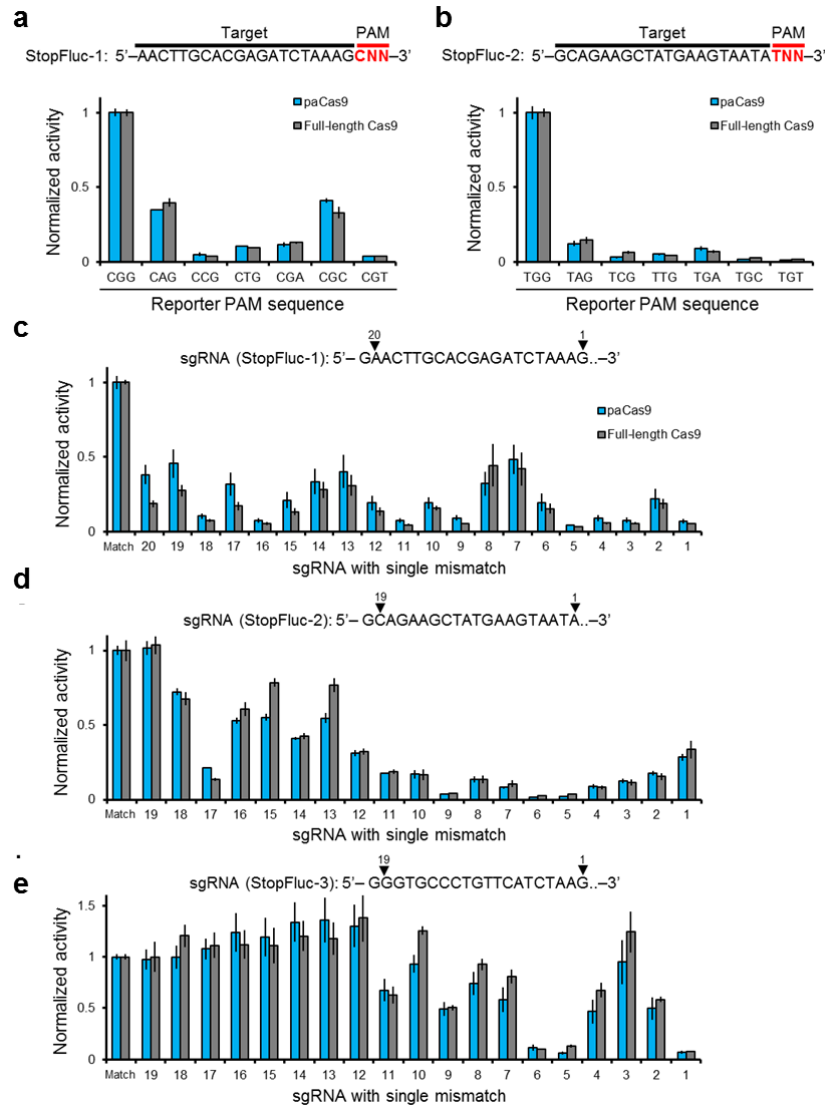 a
Target PAM
StopFluc-1: 5’–AACTTGCACGAGATCTAAAGCNN–3’
Normalized activity
1
0.5
0
paCas9
Full-length Cas9
CGG CAG CCG CTG CGA CGC CGT
Reporter PAM sequence
b
Target PAM
StopFluc-2: 5’–GCAGAAGCTATGAAGTAATATNN–3’
Normalized activity
1
0.5
0
paCas9
Full-length Cas9
TGG TAG TCG TTG TGA TGC TGT
Reporter PAM sequence
c
20 1
sgRNA (StopFluc-1): 5’– GAACTTGCACGAGATCTAAAG..–3’
Normalized activity
1
0.5
0
paCas9
Full-length Cas9
Match 20 19 18 17 16 15 14 13 12 11 10 9 8 7 6 5 4 3 2 1
sgRNA with single mismatch
d
19 1
sgRNA (StopFluc-2): 5’– GCAGAAGCTATGAAGTAATA..–3’
Normalized activity
1
0.5
0
Match 19 18 17 16 15 14 13 12 11 10 9 8 7 6 5 4 3 2 1
sgRNA with single mismatch
e
19 1
sgRNA (StopFluc-3): 5’– GGGTGCCCTGTTCATCTAAG..–3’
Normalized activity
1.5
1
0.5
0
Match 19 18 17 16 15 14 13 12 11 10 9 8 7 6 5 4 3 2 1
sgRNA with single mismatch